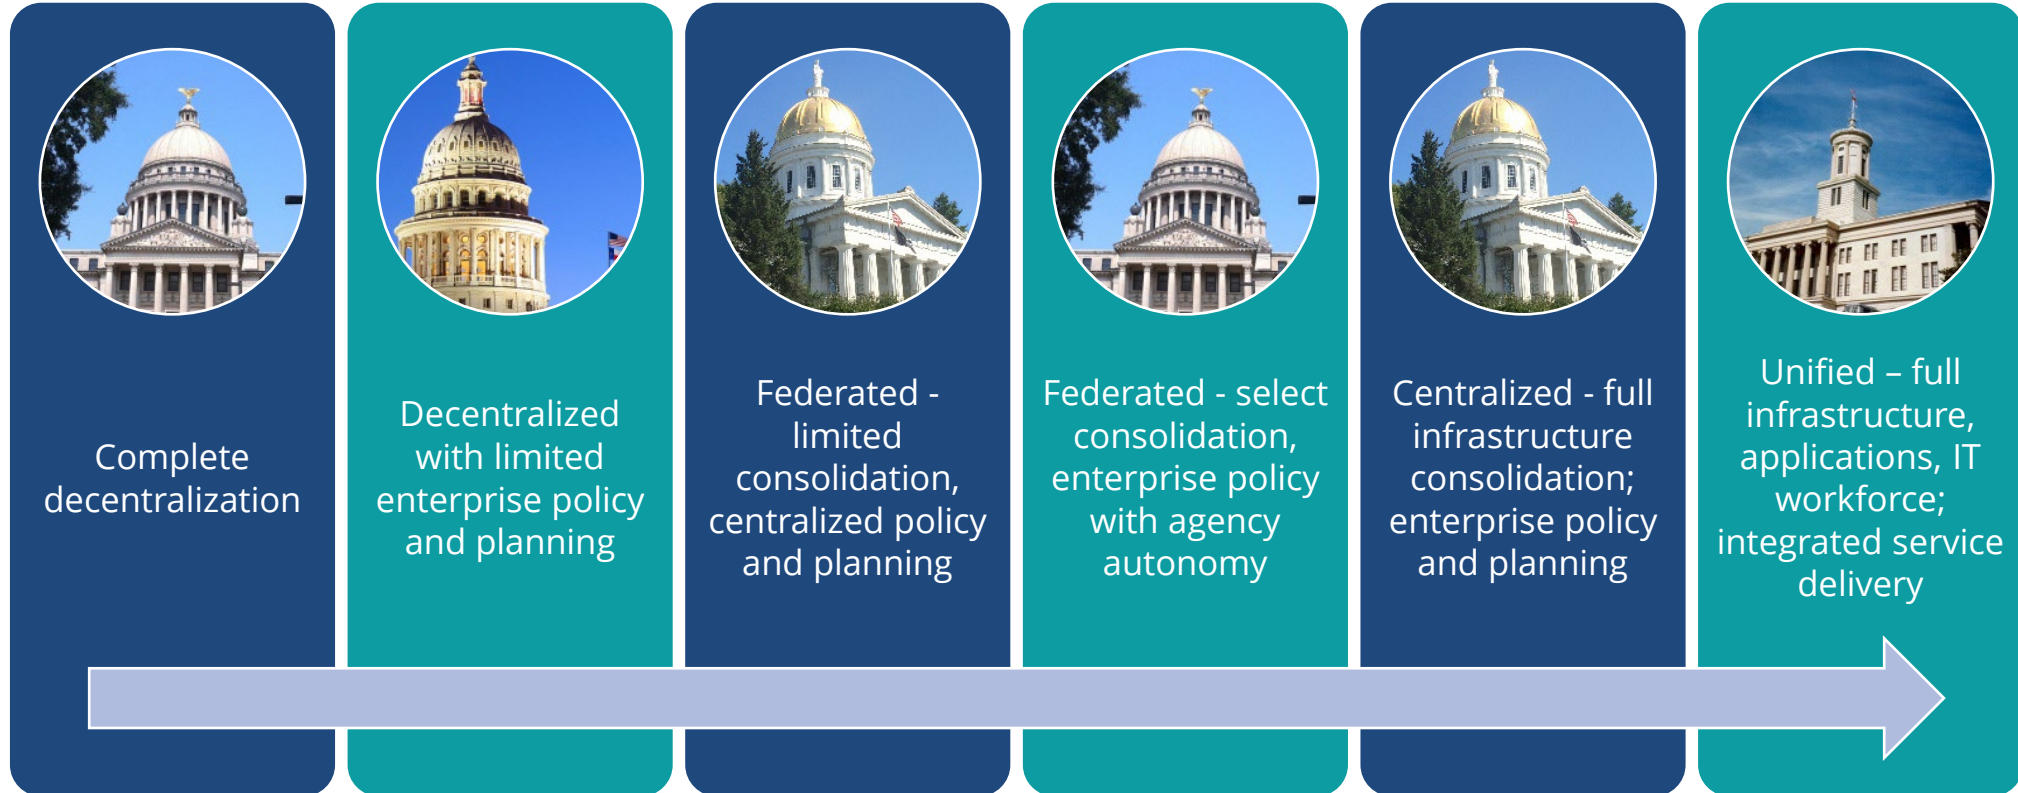 Complete
decentralization
Decentralized
with limited
enterprise policy
and planning
Federated -
limited
consolidation,
centralized policy
and planning
Federated - select
consolidation,
enterprise policy
with agency
autonomy
Centralized - full
infrastructure
consolidation;
enterprise policy
and planning
Unified – full
infrastructure,
applications, IT
workforce;
integrated service
delivery